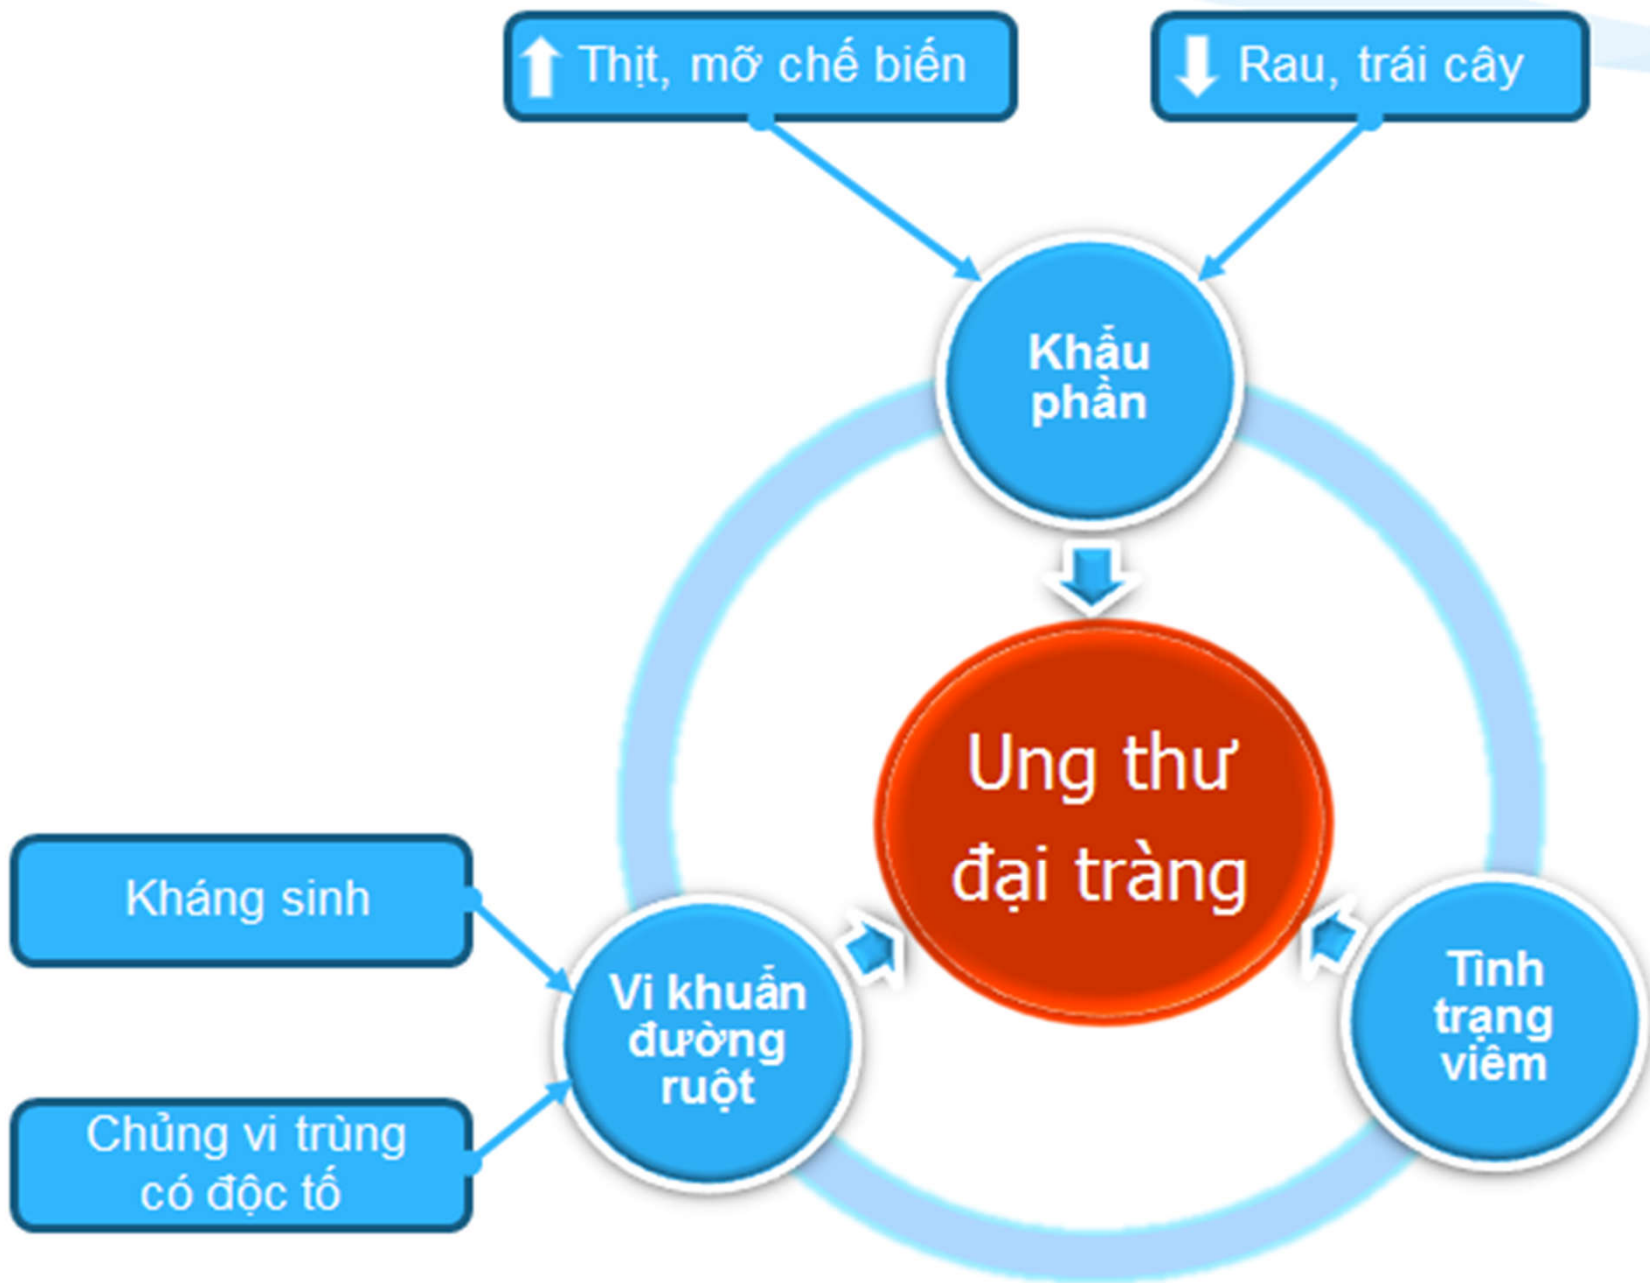 Thịt, mỡ chế biến
Rau, trái cây
Khẩu
phần
Ung thư
đại tràng
Kháng sinh
Vi khuẩn
đường
ruột
Tình
trạng
viêm
Chủng vi trùng
có độc tố